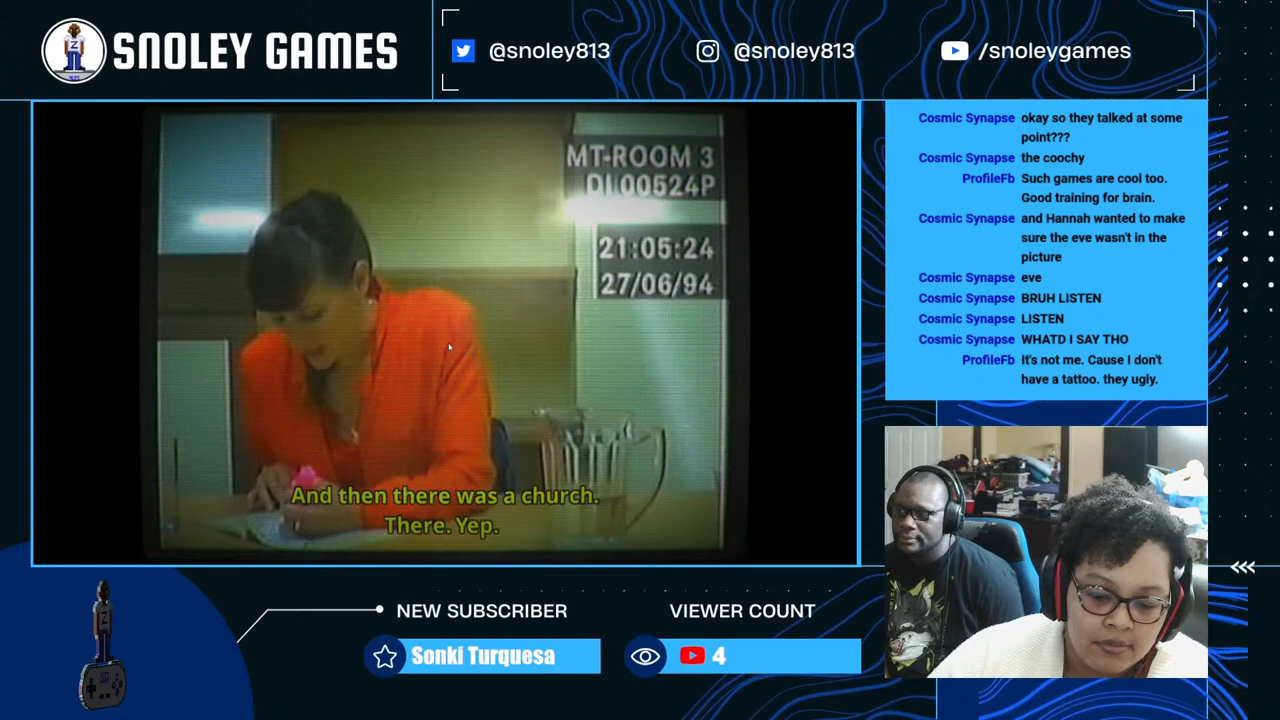 SNOLEY GAMES
@snoley813
@snoley813
/snoleygames
MT-ROOM 3
DL00524P
21:05:24
27/06/94
And then there was a church.
There. Yep.
Cosmic Synapse okay so they talked at some
point???
Cosmic Synapse the coochy
ProfileFb Such games are cool too.
Good training for brain.
Cosmic Synapse and Hannah wanted to make
sure the eve wasn't in the
picture
Cosmic Synapse eve
Cosmic Synapse BRUH LISTEN
Cosmic Synapse LISTEN
Cosmic Synapse WHATD I SAY THO
ProfileFb It's not me. Cause I don't
have a tattoo. they ugly.
NEW SUBSCRIBER
Sonki Turquesa
VIEWER COUNT
4